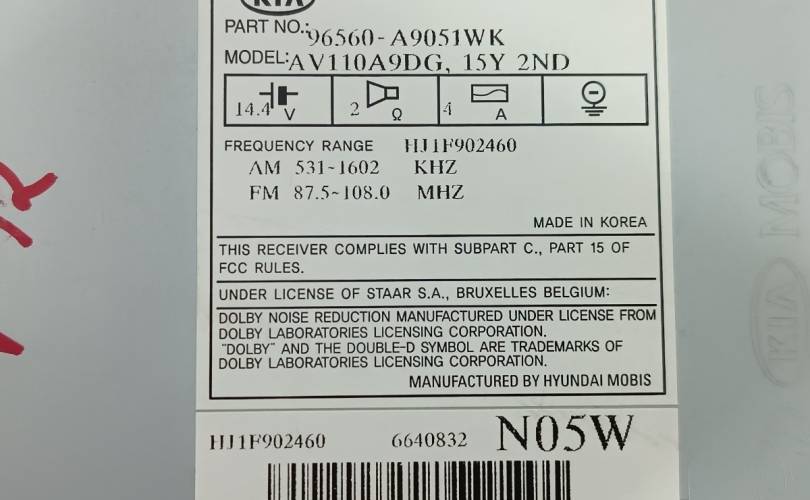 KIA
PART NO.: 96560-A9051WK
MODEL: AV110A9DG, 15Y 2ND
14.4 V 2 Ω 4 A
FREQUENCY RANGE HJ1F902460
AM 531~1602 KHZ
FM 87.5~108.0 MHZ
MADE IN KOREA
THIS RECEIVER COMPLIES WITH SUBPART C., PART 15 OF
FCC RULES.
UNDER LICENSE OF STAAR S.A., BRUXELLES BELGIUM:
DOLBY NOISE REDUCTION MANUFACTURED UNDER LICENSE FROM
DOLBY LABORATORIES LICENSING CORPORATION.
"DOLBY" AND THE DOUBLE-D SYMBOL ARE TRADEMARKS OF
DOLBY LABORATORIES LICENSING CORPORATION.
MANUFACTURED BY HYUNDAI MOBIS
HJ1F902460 6640832 N05W
KIA MOBIS